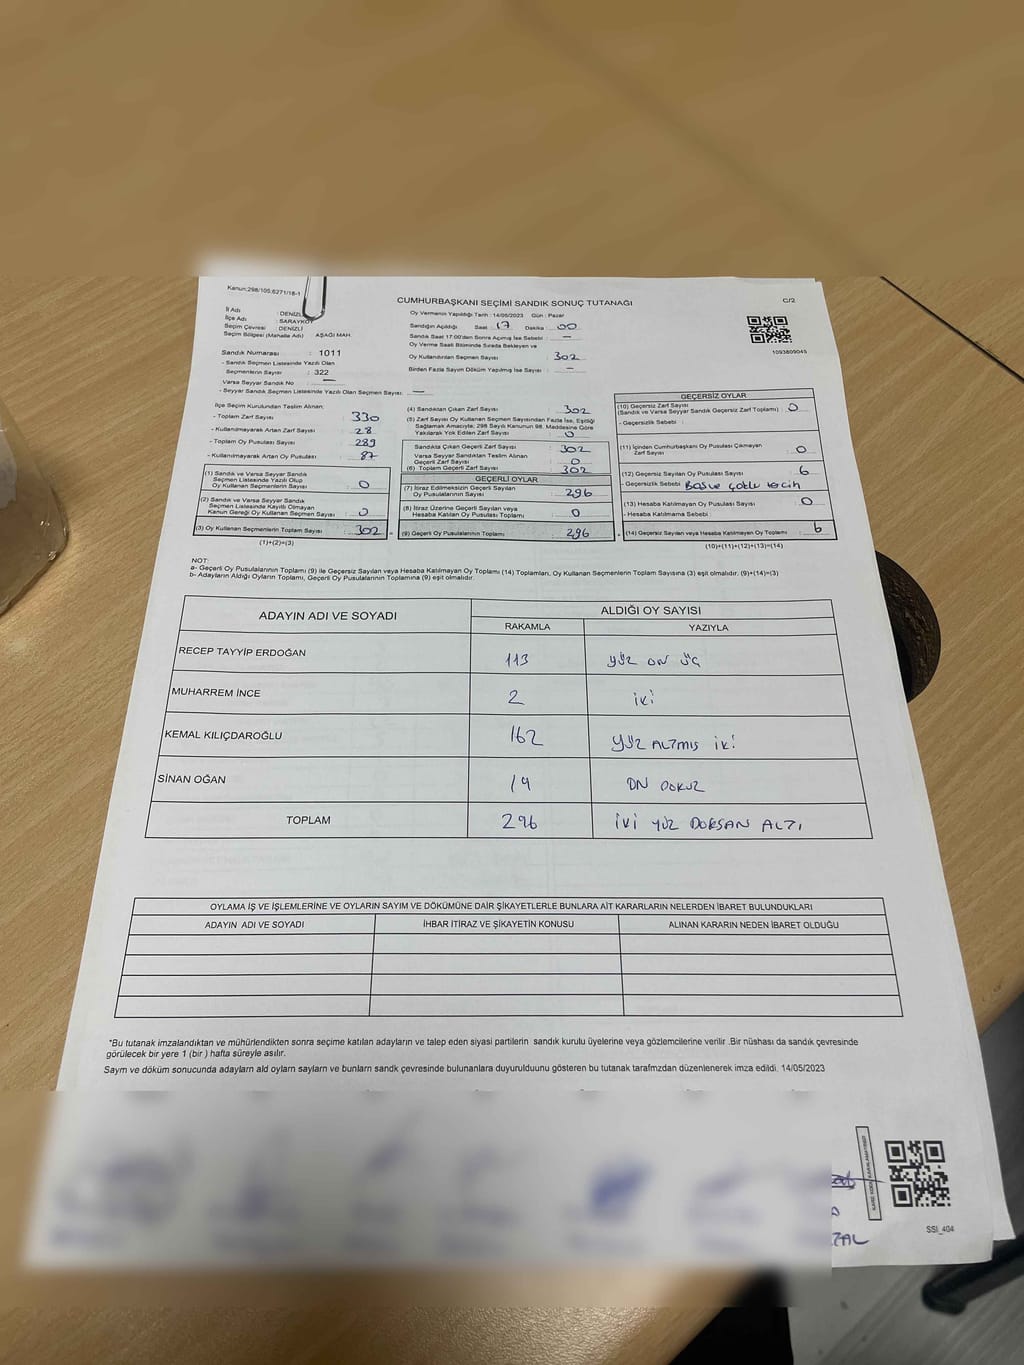 Kanun:298/105;6271/18-1
CUMHURBAŞKANI SEÇİMİ SANDIK SONUÇ TUTANAĞI
C/2
İl Adı : DENİZLİ
İlçe Adı : SARAYKÖY
Seçim Çevresi : DENİZLİ
Seçim Bölgesi (Mahalle Adı) : AŞAĞI MAH.
Sandık Numarası : 1011
- Sandık Seçmen Listesinde Yazılı Olan
Seçmenlerin Sayısı : 322
Varsa Seyyar Sandık No : —
- Seyyar Sandık Seçmen Listesinde Yazılı Olan Seçmen Sayısı: —
Oy Vermenin Yapıldığı Tarih : 14/05/2023 Gün : Pazar
Sandığın Açıldığı Saat : 17 Dakika : 00
Sandık Saat 17:00'den Sonra Açılmış İse Sebebi : —
Oy Verme Saati Bitiminde Sırada Bekleyen ve
Oy Kullandırılan Seçmen Sayısı : 302
Birden Fazla Sayım Döküm Yapılmış İse Sayısı : —
1093809045
İlçe Seçim Kurulundan Teslim Alınan:
- Toplam Zarf Sayısı : 330
- Kullanılmayarak Artan Zarf Sayısı : 28
- Toplam Oy Pusulası Sayısı : 389
- Kullanılmayarak Artan Oy Pusulası : 87
(1) Sandık ve Varsa Seyyar Sandık
Seçmen Listesinde Yazılı Olup
Oy Kullanan Seçmenlerin Sayısı : 0
(2) Sandık ve Varsa Seyyar Sandık
Seçmen Listesinde Kayıtlı Olmayan
Kanun Gereği Oy Kullanan Seçmen Sayısı : 0
(3) Oy Kullanan Seçmenlerin Toplam Sayısı : 302
(1)+(2)=(3)
(4) Sandıktan Çıkan Zarf Sayısı : 302
(5) Zarf Sayısı Oy Kullanan Seçmen Sayısından Fazla İse, Eşitliği
Sağlamak Amacıyla, 298 Sayılı Kanunun 98. Maddesine Göre
Yakılarak Yok Edilen Zarf Sayısı : 0
Sandıkta Çıkan Geçerli Zarf Sayısı : 302
Varsa Seyyar Sandıktan Teslim Alınan
Geçerli Zarf Sayısı : 0
(6) Toplam Geçerli Zarf Sayısı : 302
GEÇERLİ OYLAR
(7) İtiraz Edilmeksizin Geçerli Sayılan
Oy Pusulalarının Sayısı : 296
(8) İtiraz Üzerine Geçerli Sayılan veya
Hesaba Katılan Oy Pusulası Toplamı : 0
= (9) Geçerli Oy Pusulalarının Toplamı : 296
GEÇERSİZ OYLAR
(10) Geçersiz Zarf Sayısı
(Sandık ve Varsa Seyyar Sandık Geçersiz Zarf Toplamı) : 0
- Geçersizlik Sebebi :
(11) İçinden Cumhurbaşkanı Oy Pusulası Çıkmayan
Zarf Sayısı : 0
(12) Geçersiz Sayılan Oy Pusulası Sayısı : 6
- Geçersizlik Sebebi : Boş ve çoklu tercih
(13) Hesaba Katılmayan Oy Pusulası Sayısı : 0
- Hesaba Katılmama Sebebi :
+ (14) Geçersiz Sayılan veya Hesaba Katılmayan Oy Toplamı : 6
(10)+(11)+(12)+(13)=(14)
NOT:
a- Geçerli Oy Pusulalarının Toplamı (9) ile Geçersiz Sayılan veya Hesaba Katılmayan Oy Toplamı (14) Toplamları, Oy Kullanan Seçmenlerin Toplam Sayısına (3) eşit olmalıdır. (9)+(14)=(3)
b- Adayların Aldığı Oyların Toplamı, Geçerli Oy Pusulalarının Toplamına (9) eşit olmalıdır.
ADAYIN ADI VE SOYADI
ALDIĞI OY SAYISI
RAKAMLA YAZIYLA
RECEP TAYYİP ERDOĞAN 113 YÜZ ON ÜÇ
MUHARREM İNCE 2 İKİ
KEMAL KILIÇDAROĞLU 162 YÜZ ALTMIŞ İKİ
SİNAN OĞAN 19 ON DOKUZ
TOPLAM 296 İKİ YÜZ DOKSAN ALTI
OYLAMA İŞ VE İŞLEMLERİNE VE OYLARIN SAYIM VE DÖKÜMÜNE DAİR ŞİKAYETLERLE BUNLARA AİT KARARLARIN NELERDEN İBARET BULUNDUKLARI
ADAYIN ADI VE SOYADI İHBAR İTİRAZ VE ŞİKAYETİN KONUSU ALINAN KARARIN NEDEN İBARET OLDUĞU
*Bu tutanak imzalandıktan ve mühürlendikten sonra seçime katılan adayların ve talep eden siyasi partilerin sandık kurulu üyelerine veya gözlemcilerine verilir .Bir nüshası da sandık çevresinde
görülecek bir yere 1 (bir ) hafta süreyle asılır.
Sayım ve döküm sonucunda adayların ald oyların sayların ve bunların sandk çevresinde bulunanlara duyurulduunu gösteren bu tutanak tarafmzdan düzenlenerek imza edildi. 14/05/2023
SSI_404